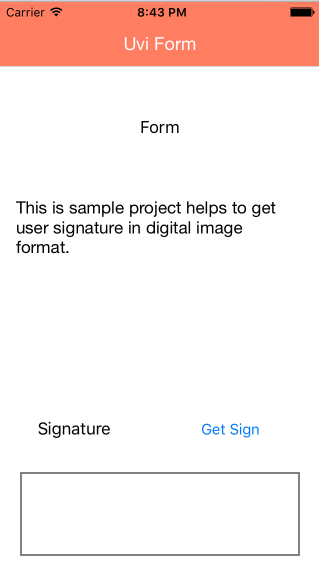 Carrier 8:43 PM
Uvi Form
Form
This is sample project helps to get
user signature in digital image
format.
Signature Get Sign